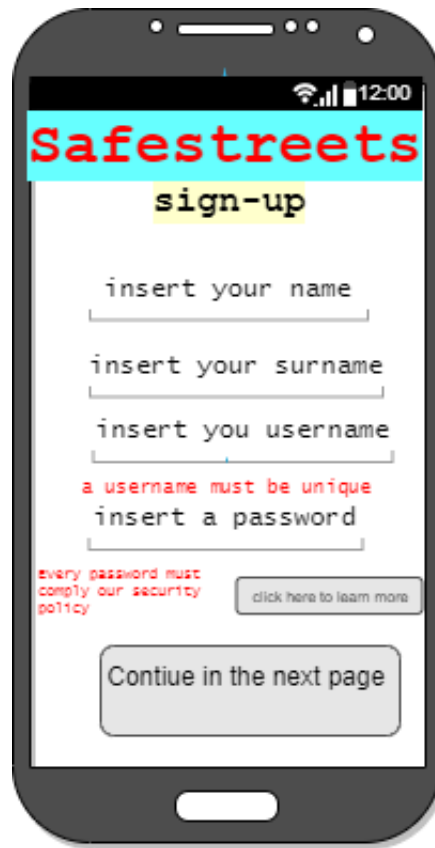 12:00
Safestreets
sign-up
insert your name
insert your surname
insert you username
a username must be unique
insert a password
Every password must
comply our security
policy
click here to learn more
Contiue in the next page